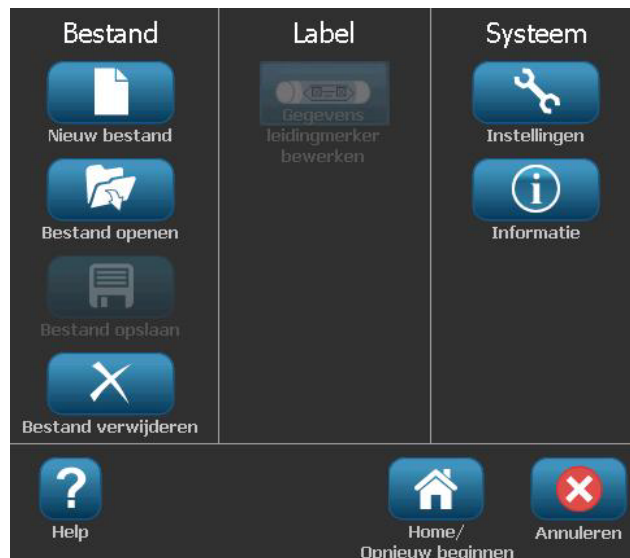 Bestand
Nieuw bestand
Bestand openen
Bestand opslaan
Bestand verwijderen
Label
Gegevens
leidingmerker
bewerken
Systeem
Instellingen
Informatie
?
Help
Home/
Opnieuw beginnen
Annuleren